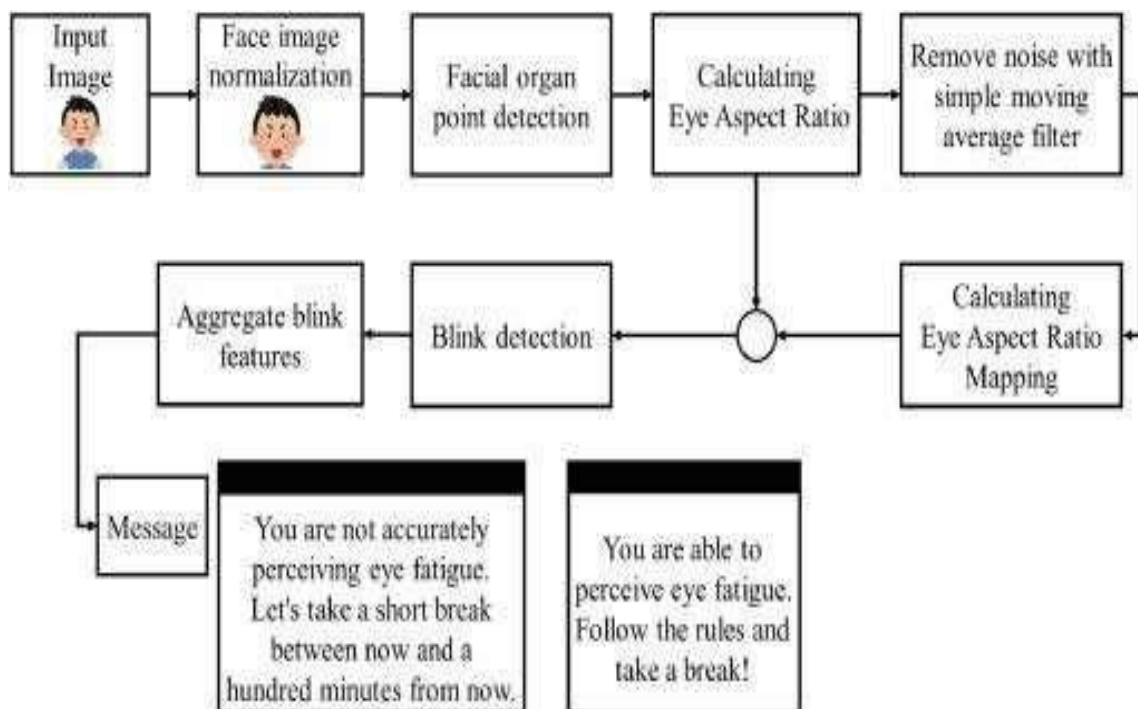 Input
Image
Face image
normalization
Facial organ
point detection
Calculating
Eye Aspect Ratio
Remove noise with
simple moving
average filter
Aggregate blink
features
Blink detection
Calculating
Eye Aspect Ratio
Mapping
Message
You are not accurately
perceiving eye fatigue.
Let's take a short break
between now and a
hundred minutes from now.
You are able to
perceive eye fatigue.
Follow the rules and
take a break!